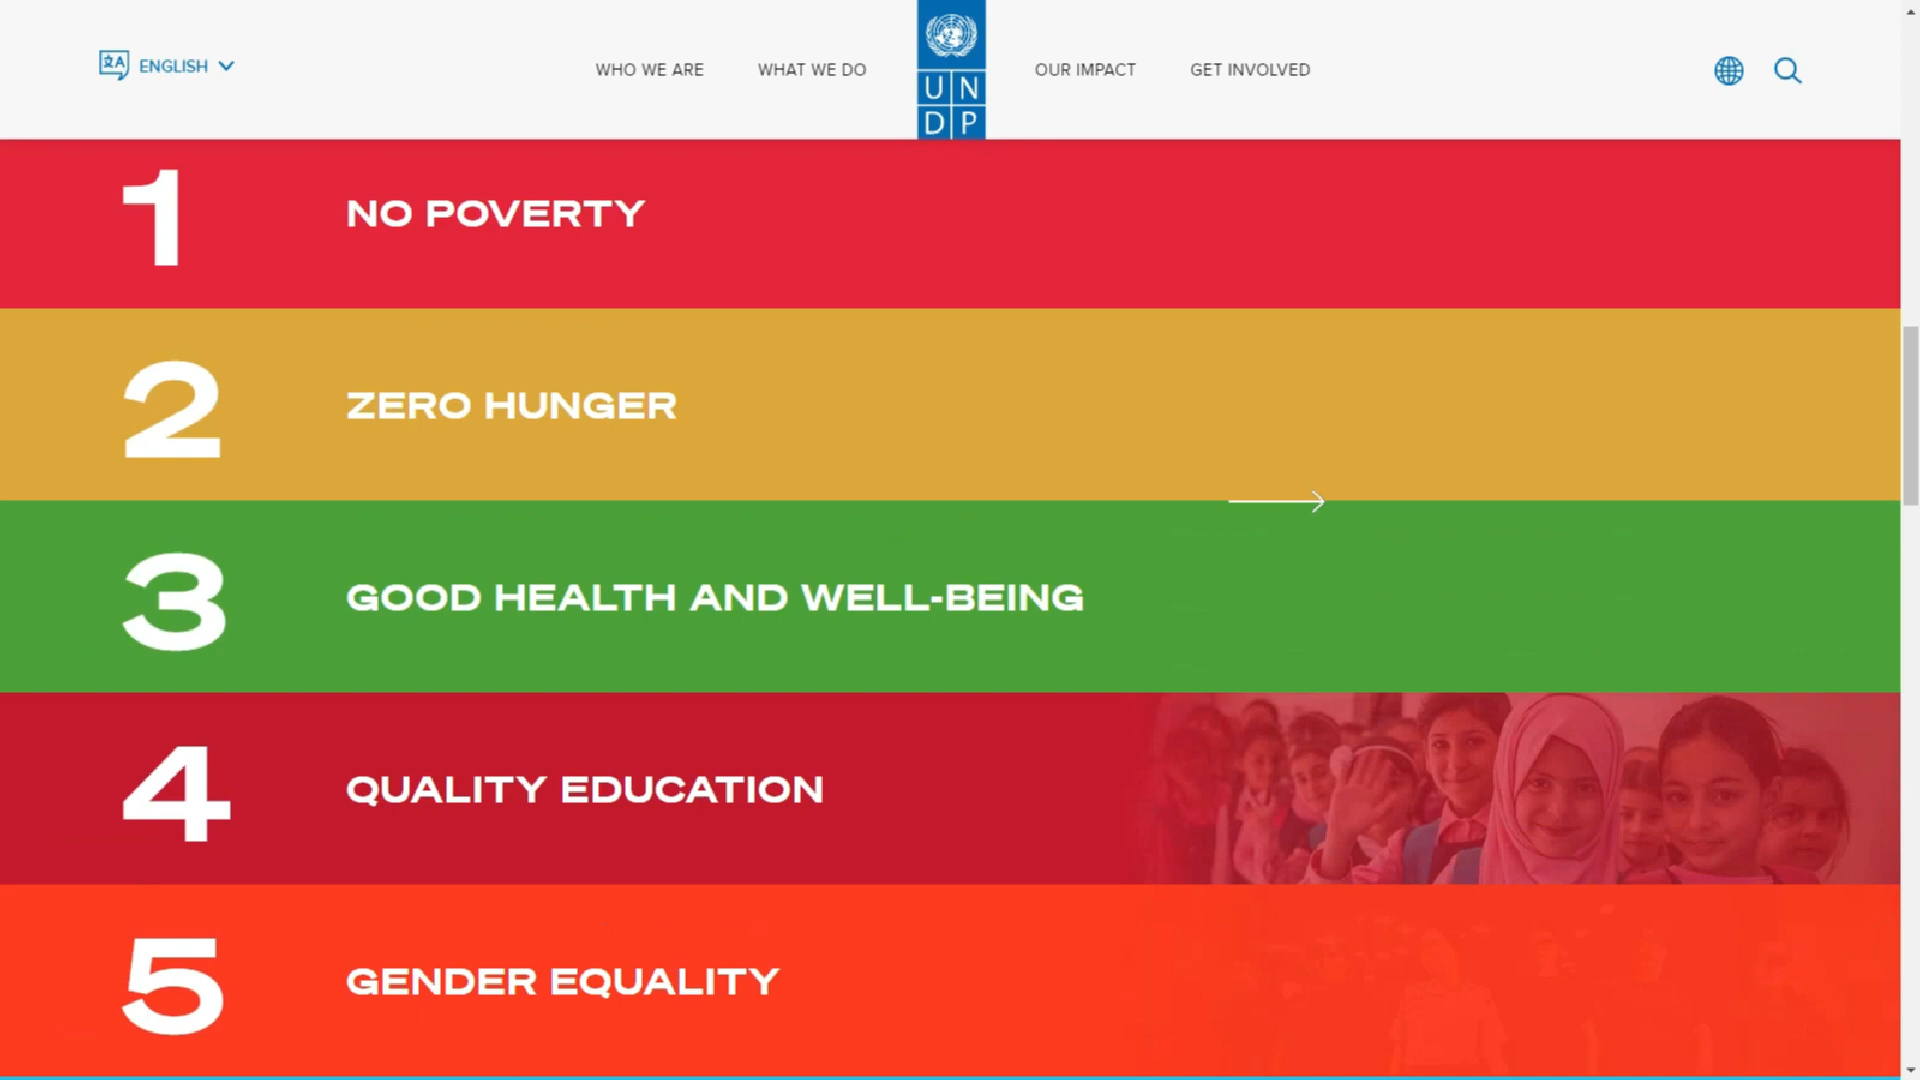 ENGLISH
WHO WE ARE
WHAT WE DO
U N
D P
OUR IMPACT
GET INVOLVED
1
NO POVERTY
2
ZERO HUNGER
3
GOOD HEALTH AND WELL-BEING
4
QUALITY EDUCATION
5
GENDER EQUALITY